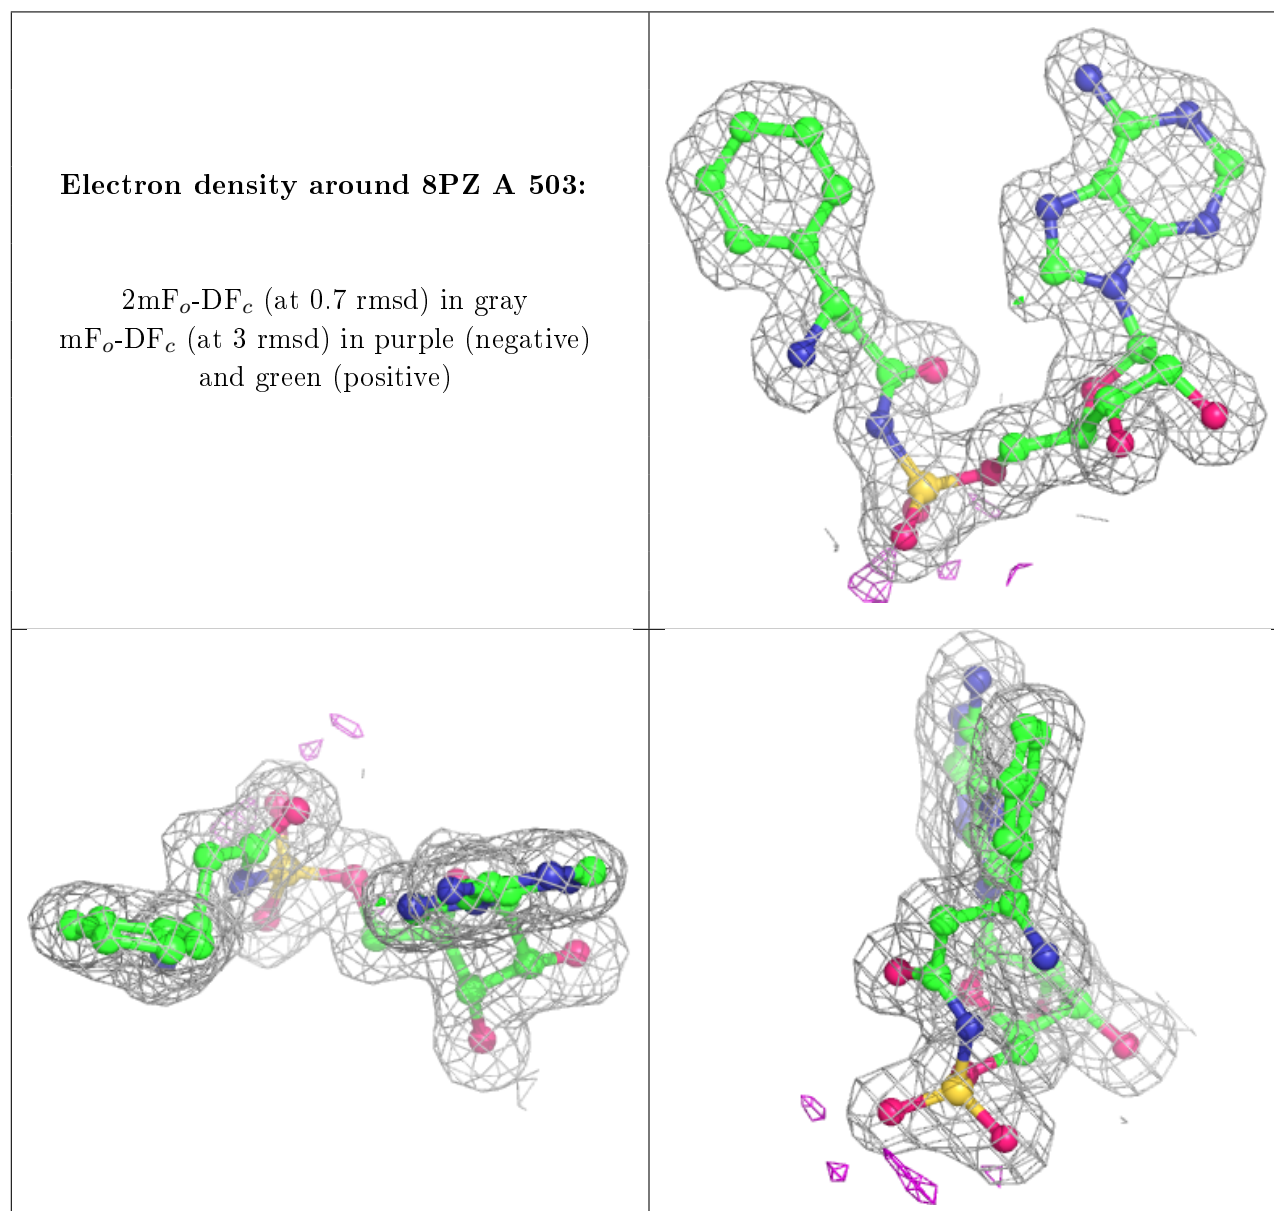 Electron density around 8PZ A 503:
2mFo-DFc (at 0.7 rmsd) in gray
mFo-DFc (at 3 rmsd) in purple (negative)
and green (positive)